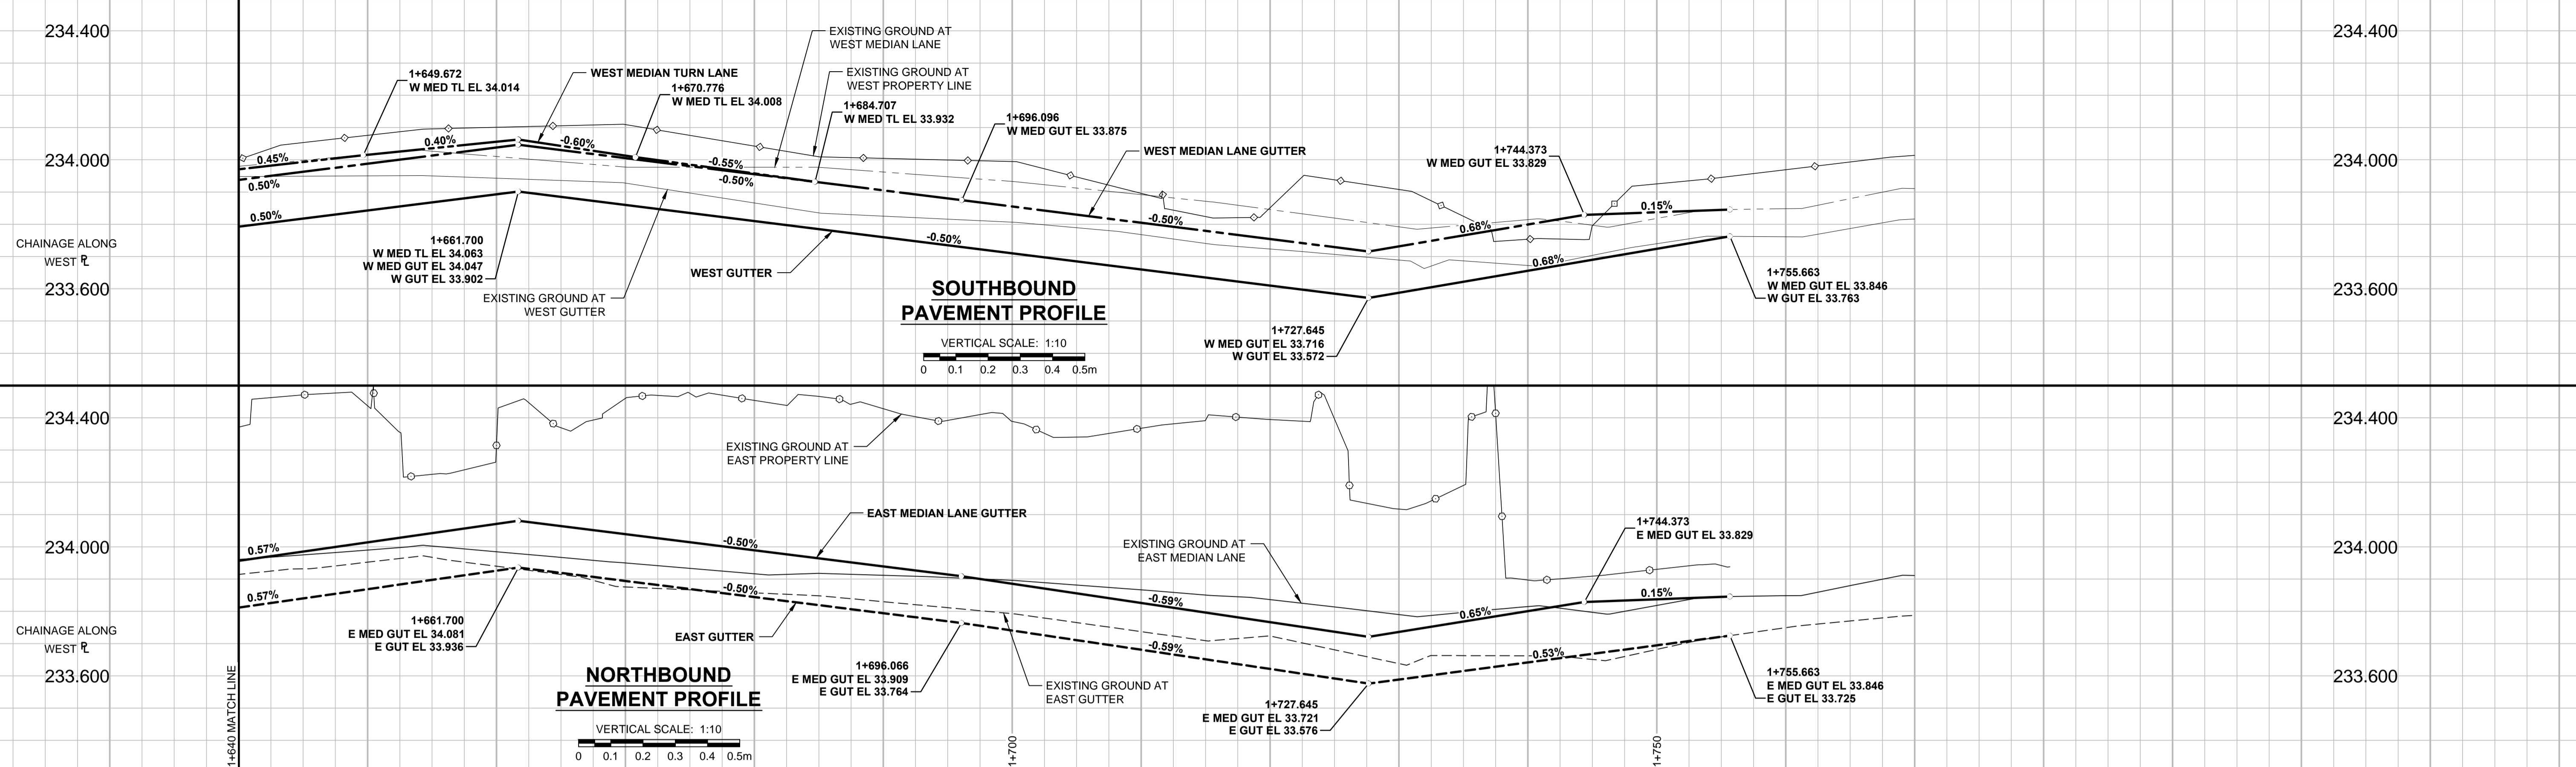 234.400
234.400
EXISTING GROUND AT
WEST MEDIAN LANE
1+649.672
W MED TL EL 34.014
WEST MEDIAN TURN LANE
1+670.776
W MED TL EL 34.008
EXISTING GROUND AT
WEST PROPERTY LINE
1+684.707
W MED TL EL 33.932
1+696.096
W MED GUT EL 33.875
WEST MEDIAN LANE GUTTER
1+744.373
W MED GUT EL 33.829
234.000
234.000
0.45%
0.40%
-0.60%
-0.55%
-0.50%
0.50%
0.50%
-0.50%
-0.50%
0.68%
0.15%
0.68%
CHAINAGE ALONG
WEST PL
1+661.700
W MED TL EL 34.063
W MED GUT EL 34.047
W GUT EL 33.902
WEST GUTTER
EXISTING GROUND AT
WEST GUTTER
233.600
233.600
SOUTHBOUND
PAVEMENT PROFILE
VERTICAL SCALE: 1:10
0 0.1 0.2 0.3 0.4 0.5m
1+727.645
W MED GUT EL 33.716
W GUT EL 33.572
1+755.663
W MED GUT EL 33.846
W GUT EL 33.763
234.400
234.400
EXISTING GROUND AT
EAST PROPERTY LINE
EAST MEDIAN LANE GUTTER
EXISTING GROUND AT
EAST MEDIAN LANE
1+744.373
E MED GUT EL 33.829
234.000
234.000
0.57%
-0.50%
0.57%
-0.50%
-0.59%
0.65%
0.15%
-0.59%
0.53%
CHAINAGE ALONG
WEST PL
1+661.700
E MED GUT EL 34.081
E GUT EL 33.936
EAST GUTTER
1+696.066
E MED GUT EL 33.909
E GUT EL 33.764
EXISTING GROUND AT
EAST GUTTER
233.600
233.600
NORTHBOUND
PAVEMENT PROFILE
VERTICAL SCALE: 1:10
0 0.1 0.2 0.3 0.4 0.5m
1+727.645
E MED GUT EL 33.721
E GUT EL 33.576
1+755.663
E MED GUT EL 33.846
E GUT EL 33.725
1+640 MATCH LINE
1+700
1+750